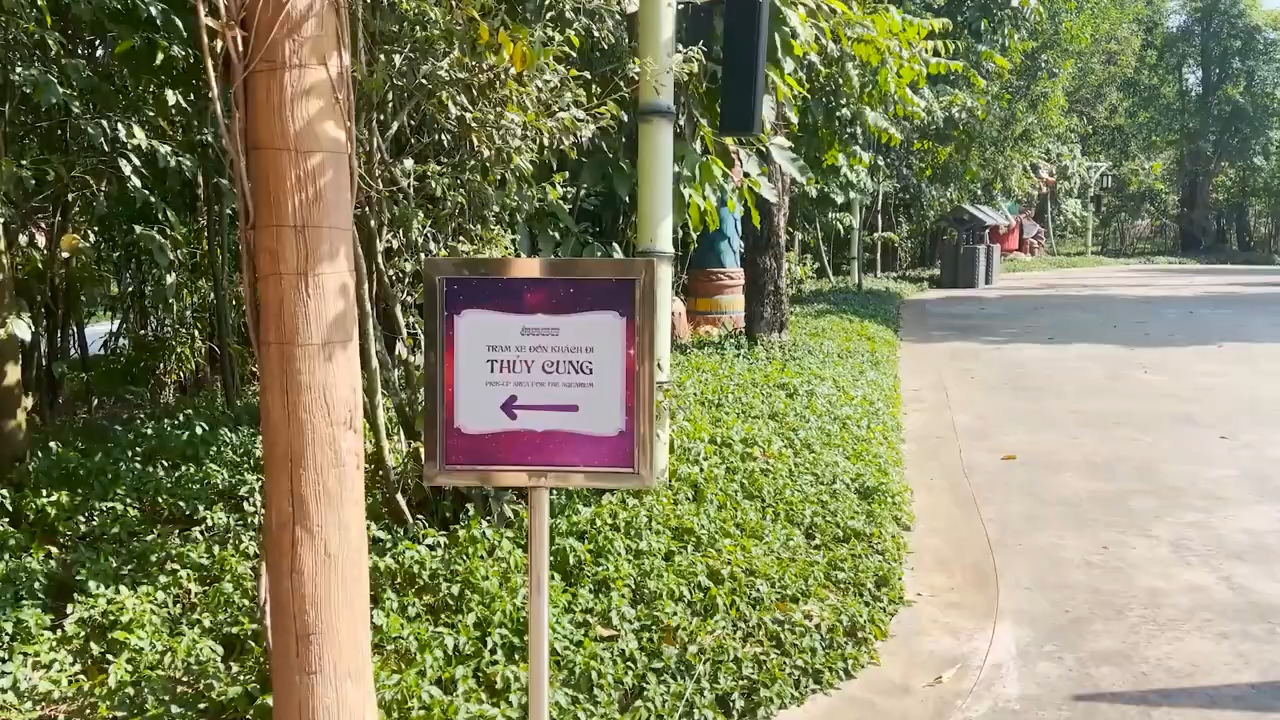 TRẠM XE ĐÓN KHÁCH ĐI
THỦY CUNG
PICK-UP AREA FOR THE AQUARIUM